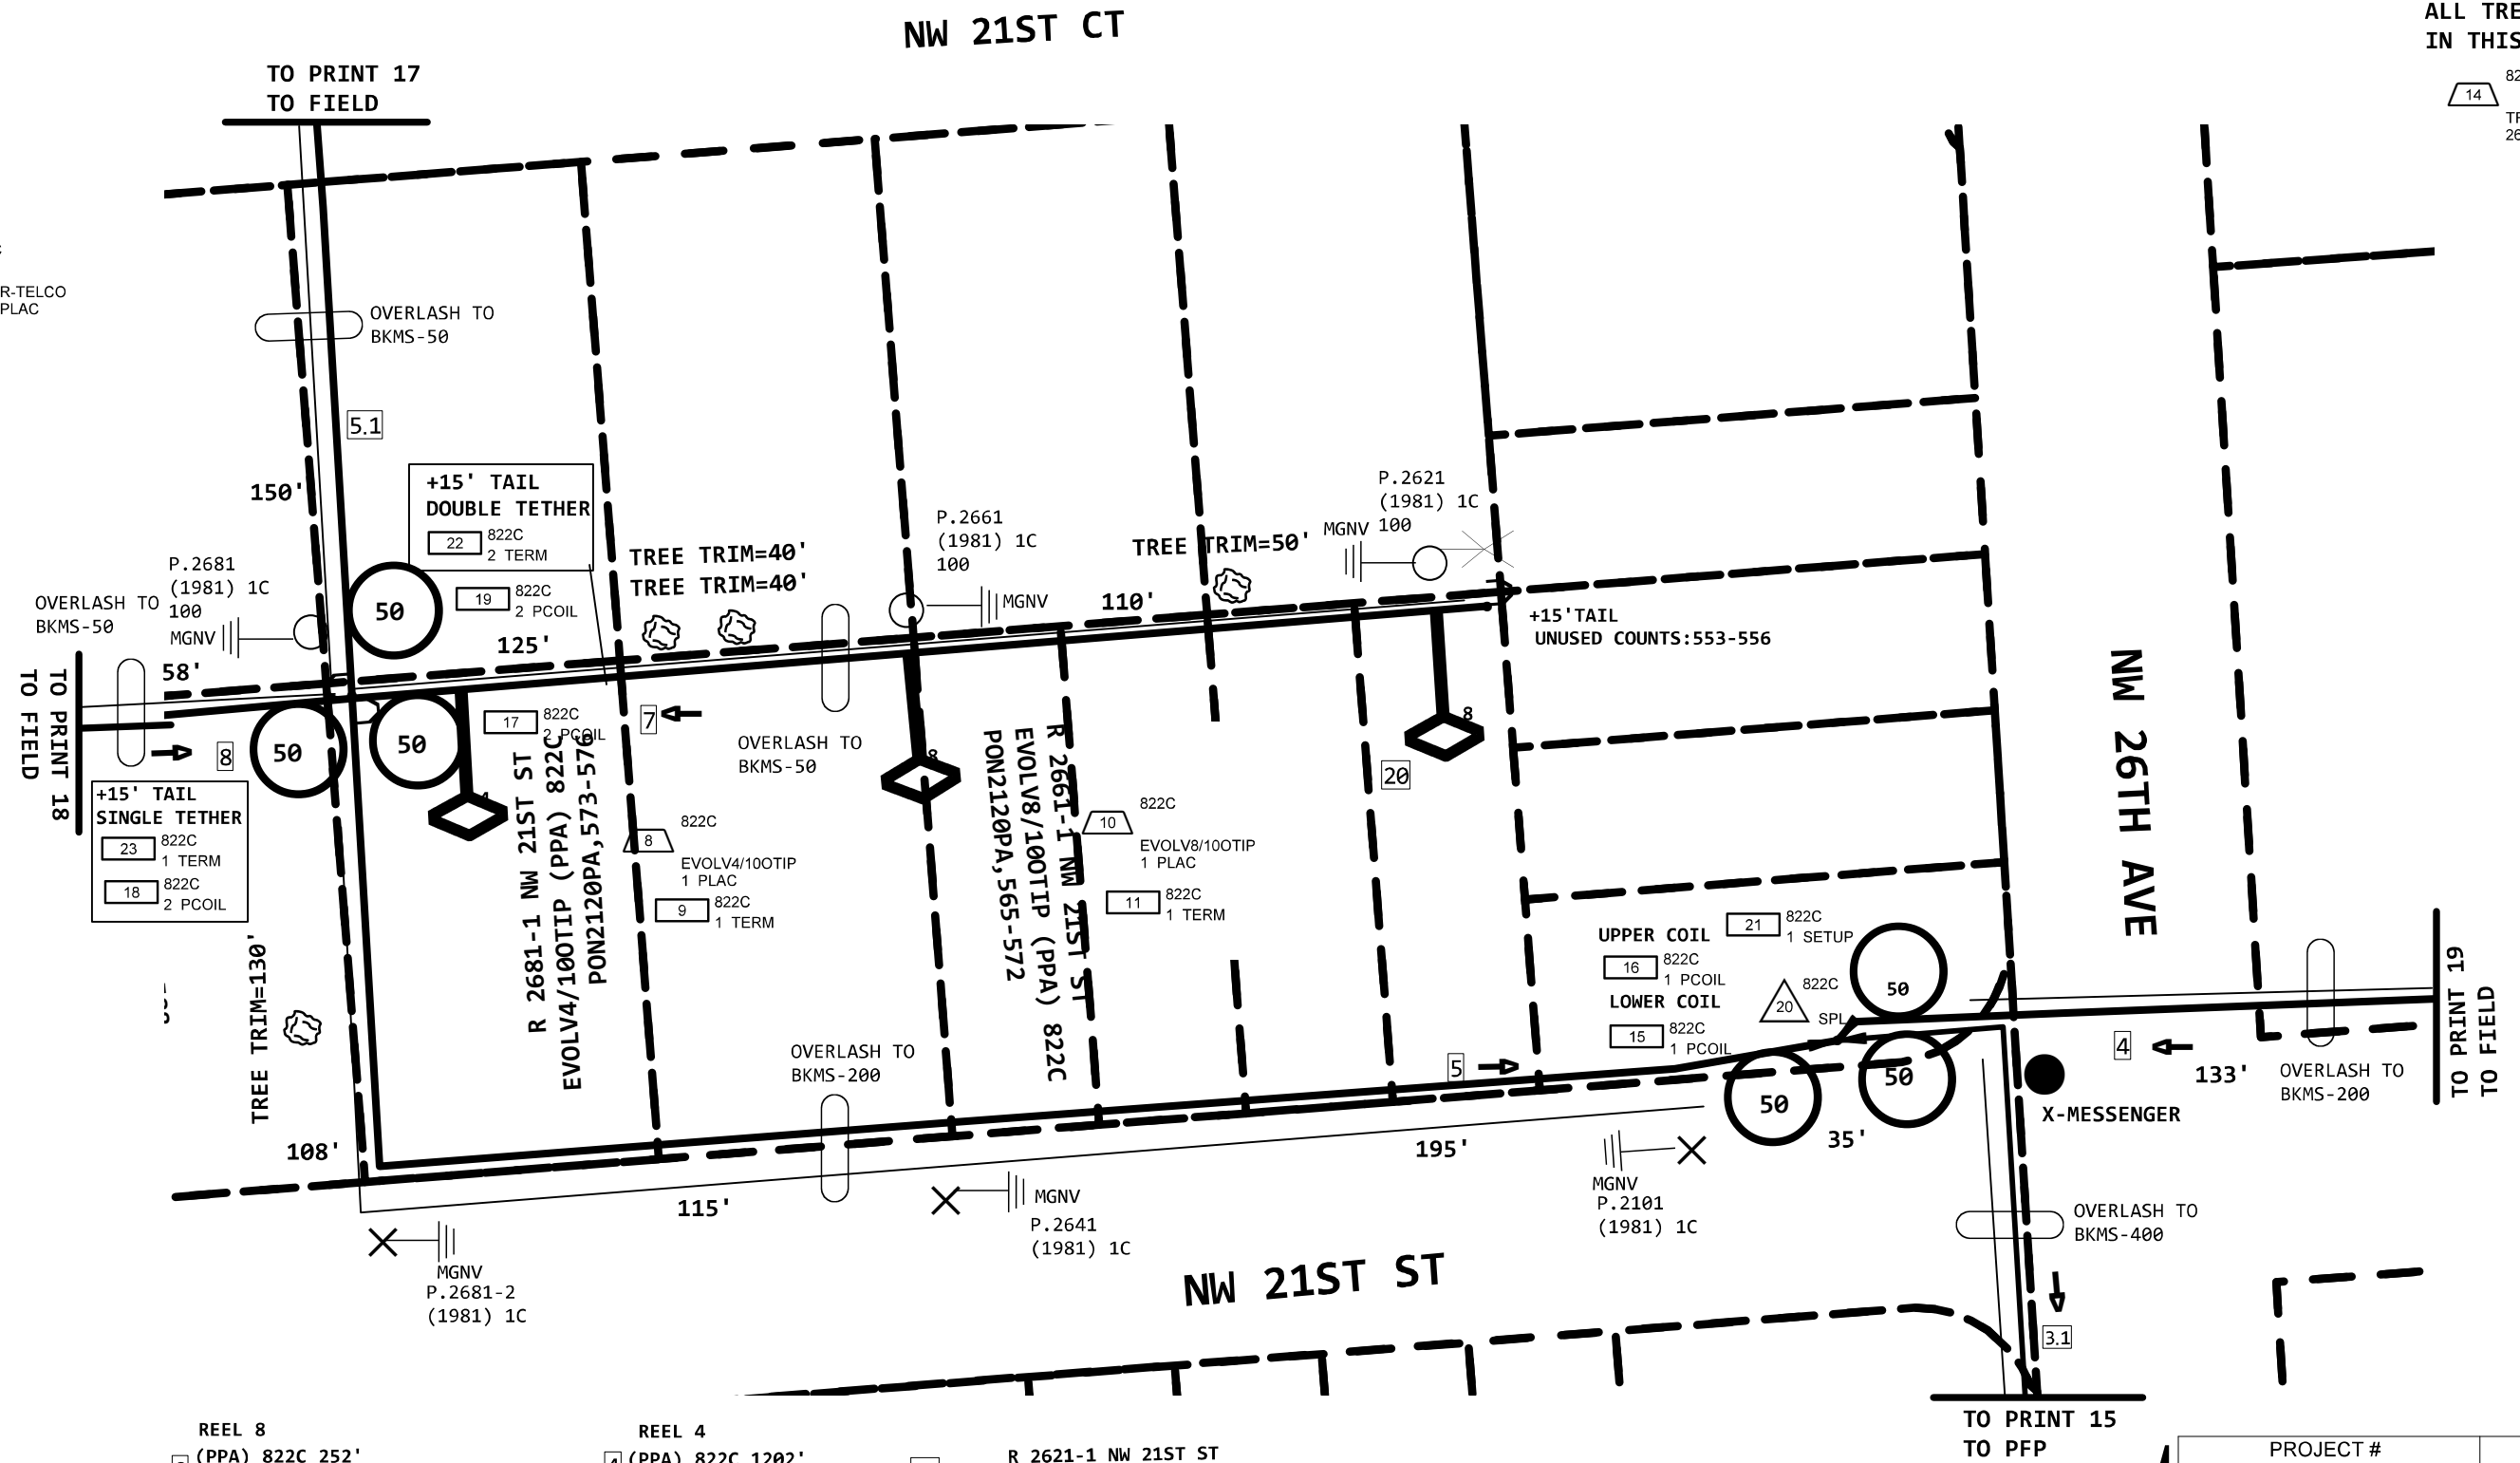 NW 21ST CT
ALL TRE
IN THIS
82
14
TR
26
TO PRINT 17
TO FIELD
R-TELCO
PLAC
OVERLASH TO
BKMS-50
5.1
150'
+15' TAIL
DOUBLE TETHER
22
822C
2 TERM
19
822C
2 PCOIL
P.2681
(1981) 1C
100
MGNV
OVERLASH TO
BKMS-50
50
TREE TRIM=40'
TREE TRIM=40'
P.2661
(1981) 1C
100
MGNV
TREE TRIM=50'
P.2621
(1981) 1C
100
MGNV
110'
125'
58'
+15'TAIL
UNUSED COUNTS:553-556
TO PRINT 18
TO FIELD
8
50
50
17
822C
2 PCOIL
7
OVERLASH TO
BKMS-50
4
8
8
20
+15' TAIL
SINGLE TETHER
23
822C
1 TERM
18
822C
2 PCOIL
R 2681-1 NW 21ST ST
EVOLV4/100TIP (PPA) 822C
PON2120PA,573-576
8
822C
EVOLV4/100TIP
1 PLAC
9
822C
1 TERM
R 2661-1 NW 21ST ST
EVOLV8/100TIP (PPA) 822C
PON2120PA,565-572
10
822C
EVOLV8/100TIP
1 PLAC
11
822C
1 TERM
NW 26TH AVE
UPPER COIL
21
822C
1 SETUP
16
822C
1 PCOIL
LOWER COIL
15
822C
1 PCOIL
20
822C
SPL
50
50
50
TREE TRIM=130'
OVERLASH TO
BKMS-200
5
4
133'
OVERLASH TO
BKMS-200
TO PRINT 19
TO FIELD
X-MESSENGER
35'
108'
115'
195'
MGNV
P.2681-2
(1981) 1C
MGNV
P.2641
(1981) 1C
MGNV
P.2101
(1981) 1C
OVERLASH TO
BKMS-400
NW 21ST ST
3.1
TO PRINT 15
TO PFP
REEL 8
(PPA) 822C 252'
REEL 4
4
(PPA) 822C 1202'
R 2621-1 NW 21ST ST
PROJECT #